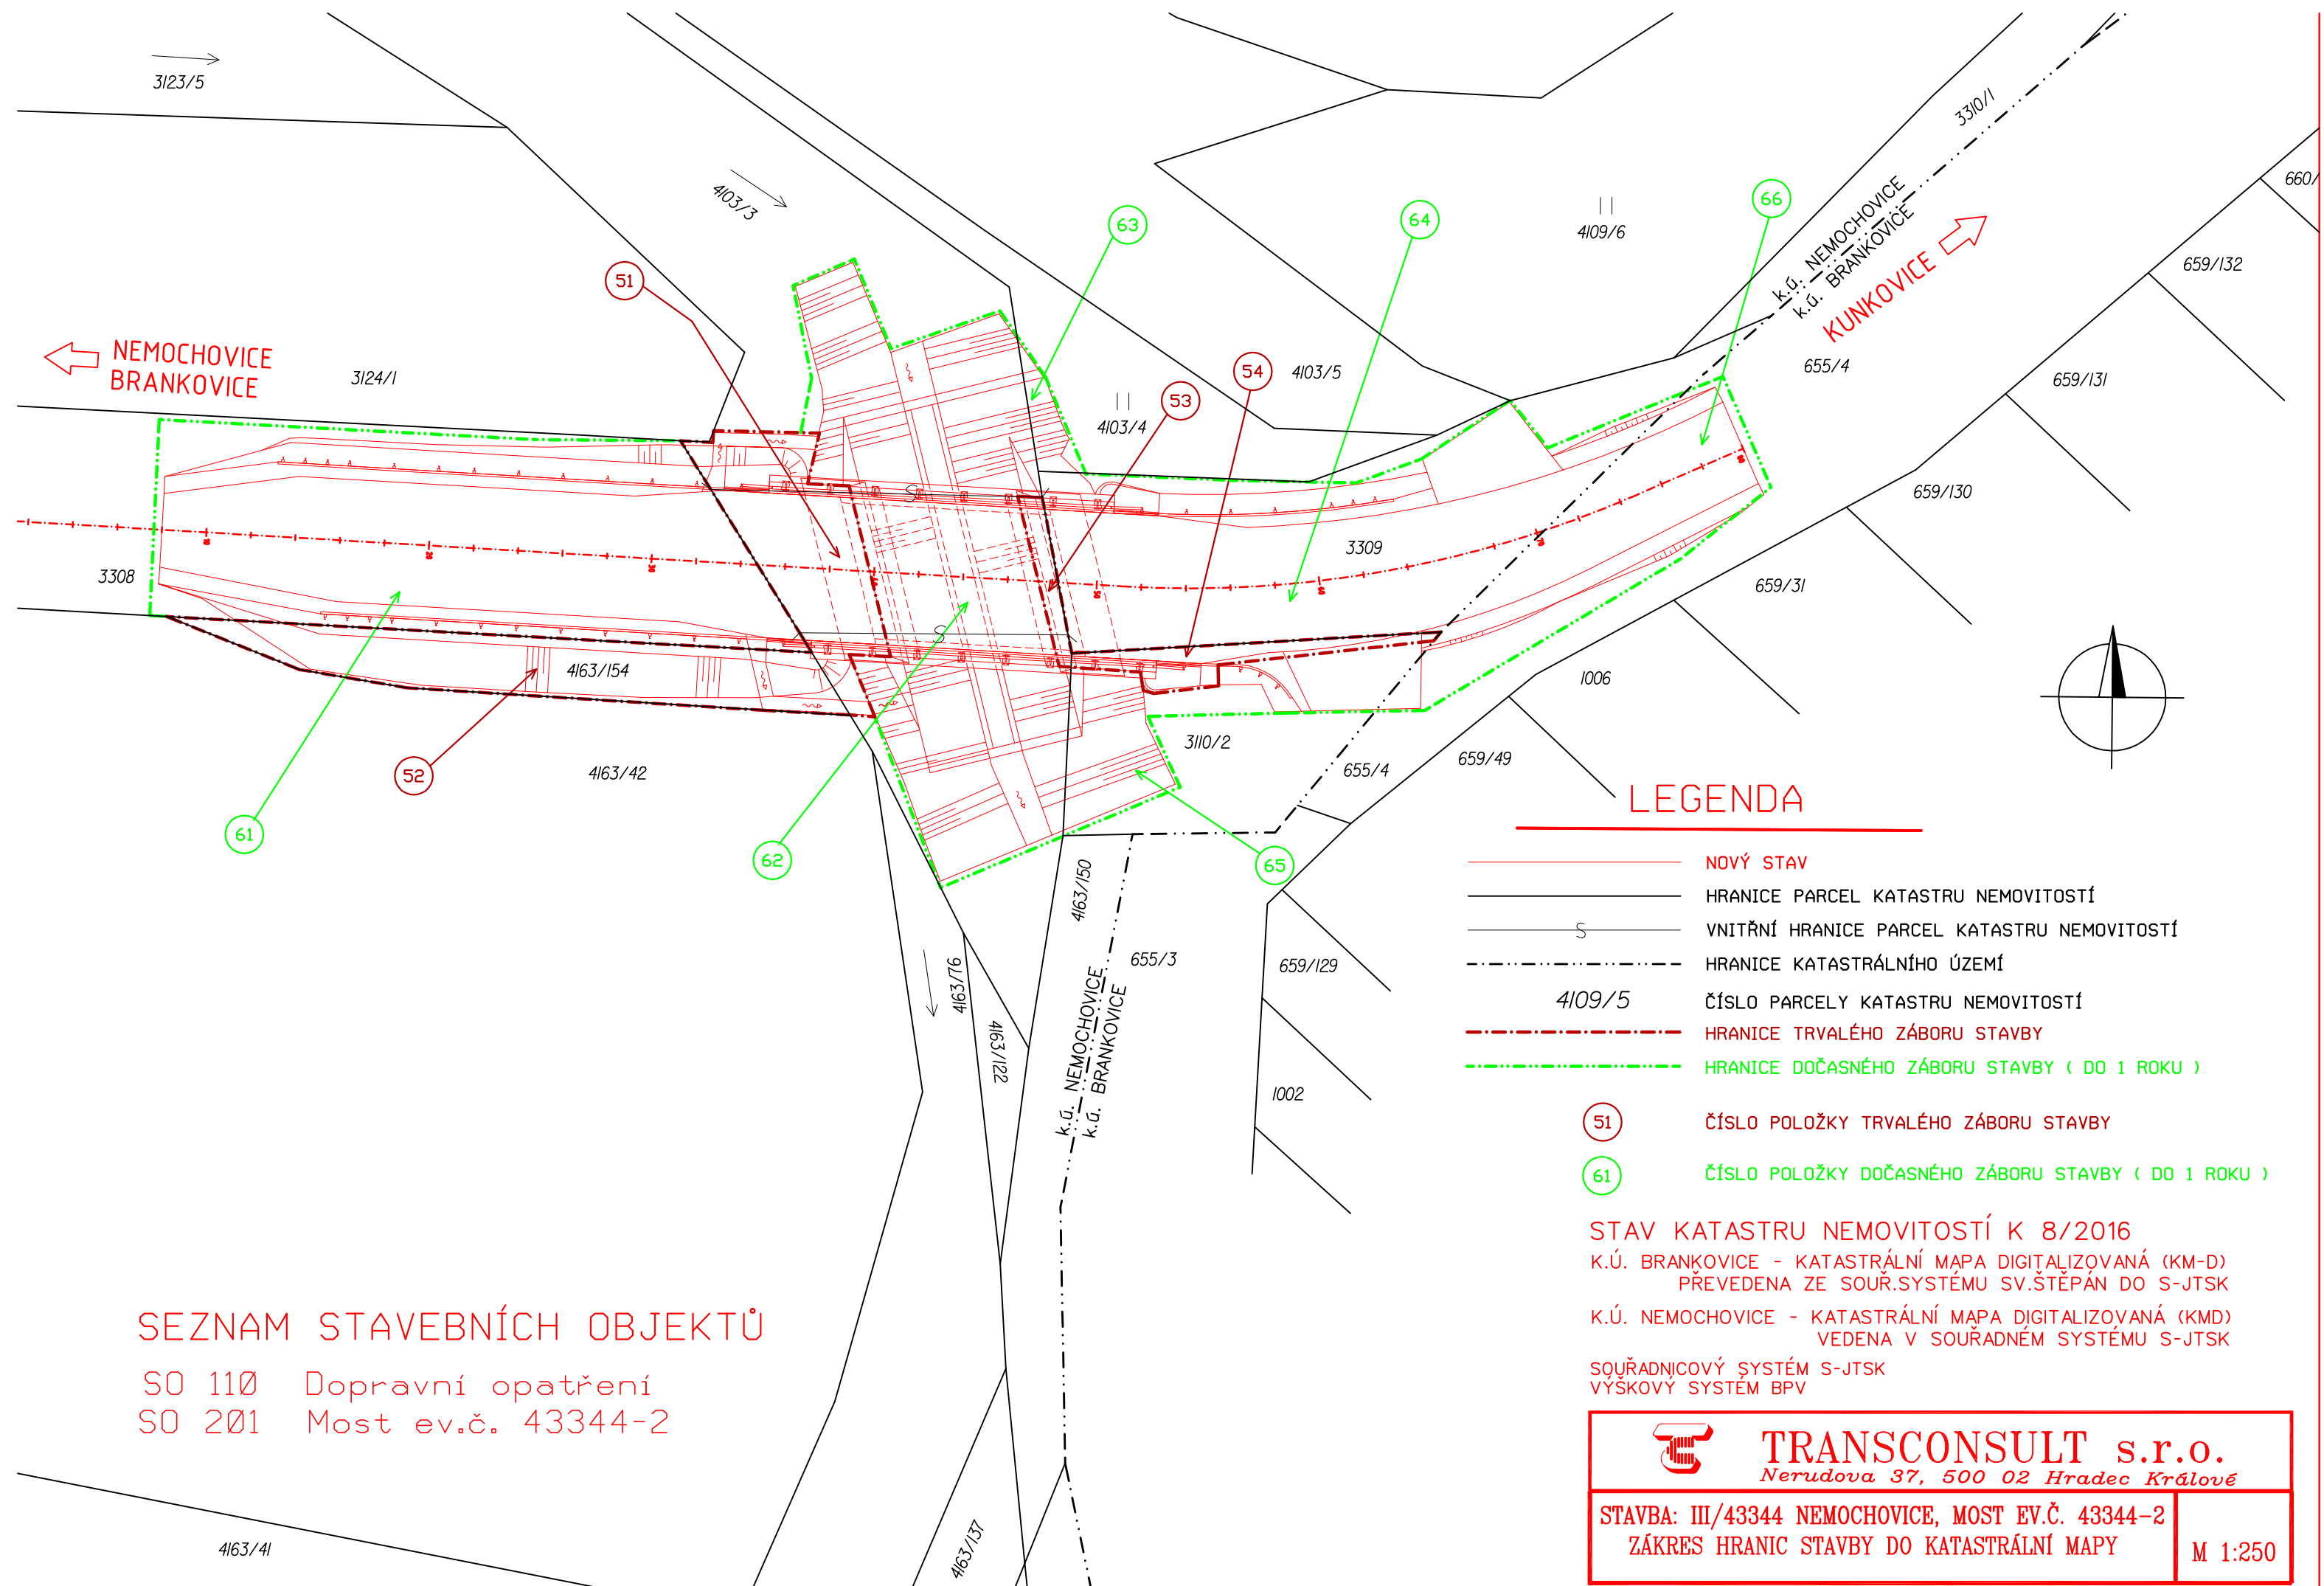 3123/5
4103/3
3310/1
660/
63
64
66
4109/6
k.ú. NEMOCHOVICE
k.ú. BRANKOVICE
KUNKOVICE
659/132
51
NEMOCHOVICE
BRANKOVICE
3124/1
54
4103/5
53
4103/4
655/4
659/131
S
659/130
10
20
30
50
60
3309
3308
659/31
S
4163/154
1006
52
4163/42
3110/2
655/4
659/49
61
62
65
4163/150
4163/76
4163/122
655/3
659/129
k.ú. NEMOCHOVICE
k.ú. BRANKOVICE
1002
4163/137
4163/41
LEGENDA
NOVÝ STAV
HRANICE PARCEL KATASTRU NEMOVITOSTÍ
S VNITŘNÍ HRANICE PARCEL KATASTRU NEMOVITOSTÍ
HRANICE KATASTRÁLNÍHO ÚZEMÍ
4109/5 ČÍSLO PARCELY KATASTRU NEMOVITOSTÍ
HRANICE TRVALÉHO ZÁBORU STAVBY
HRANICE DOČASNÉHO ZÁBORU STAVBY ( DO 1 ROKU )
51 ČÍSLO POLOŽKY TRVALÉHO ZÁBORU STAVBY
61 ČÍSLO POLOŽKY DOČASNÉHO ZÁBORU STAVBY ( DO 1 ROKU )
STAV KATASTRU NEMOVITOSTÍ K 8/2016
K.Ú. BRANKOVICE - KATASTRÁLNÍ MAPA DIGITALIZOVANÁ (KM-D)
PŘEVEDENA ZE SOUŘ.SYSTÉMU SV.ŠTĚPÁN DO S-JTSK
K.Ú. NEMOCHOVICE - KATASTRÁLNÍ MAPA DIGITALIZOVANÁ (KMD)
VEDENA V SOUŘADNÉM SYSTÉMU S-JTSK
SOUŘADNICOVÝ SYSTÉM S-JTSK
VÝŠKOVÝ SYSTÉM BPV
SEZNAM STAVEBNÍCH OBJEKTŮ
SO 110 Dopravní opatření
SO 201 Most ev.č. 43344-2
TRANSCONSULT s.r.o.
Nerudova 37, 500 02 Hradec Králové
STAVBA: III/43344 NEMOCHOVICE, MOST EV.Č. 43344-2
ZÁKRES HRANIC STAVBY DO KATASTRÁLNÍ MAPY
M 1:250